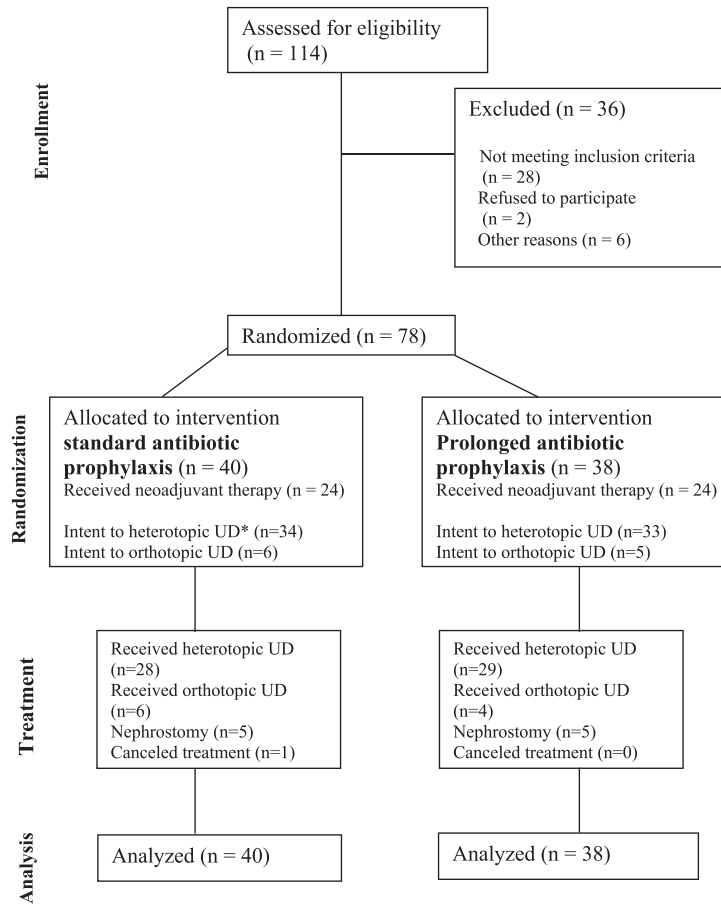 Assessed for eligibility
(n = 114)
Enrollment
Excluded (n = 36)
Not meeting inclusion criteria
(n = 28)
Refused to participate
(n = 2)
Other reasons (n = 6)
Randomized (n = 78)
Randomization
Allocated to intervention
standard antibiotic
prophylaxis (n = 40)
Received neoadjuvant therapy (n = 24)
Intent to heterotopic UD* (n=34)
Intent to orthotopic UD (n=6)
Allocated to intervention
Prolonged antibiotic
prophylaxis (n = 38)
Received neoadjuvant therapy (n = 24)
Intent to heterotopic UD (n=33)
Intent to orthotopic UD (n=5)
Treatment
Received heterotopic UD
(n=28)
Received orthotopic UD
(n=6)
Nephrostomy (n=5)
Canceled treatment (n=1)
Received heterotopic UD
(n=29)
Received orthotopic UD
(n=4)
Nephrostomy (n=5)
Canceled treatment (n=0)
Analysis
Analyzed (n = 40)
Analyzed (n = 38)